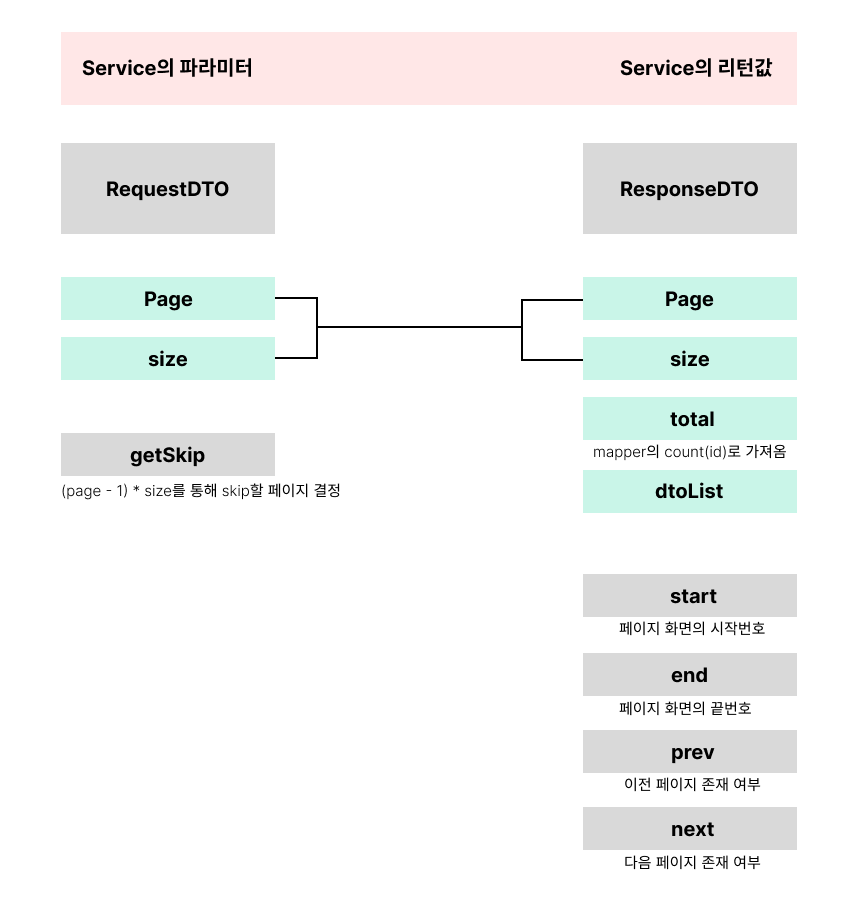 Service의 파라미터
Service의 리턴값
RequestDTO
ResponseDTO
Page
size
getSkip
(page - 1) * size를 통해 skip할 페이지 결정
Page
size
total
mapper의 count(id)로 가져옴
dtoList
start
페이지 화면의 시작번호
end
페이지 화면의 끝번호
prev
이전 페이지 존재 여부
next
다음 페이지 존재 여부